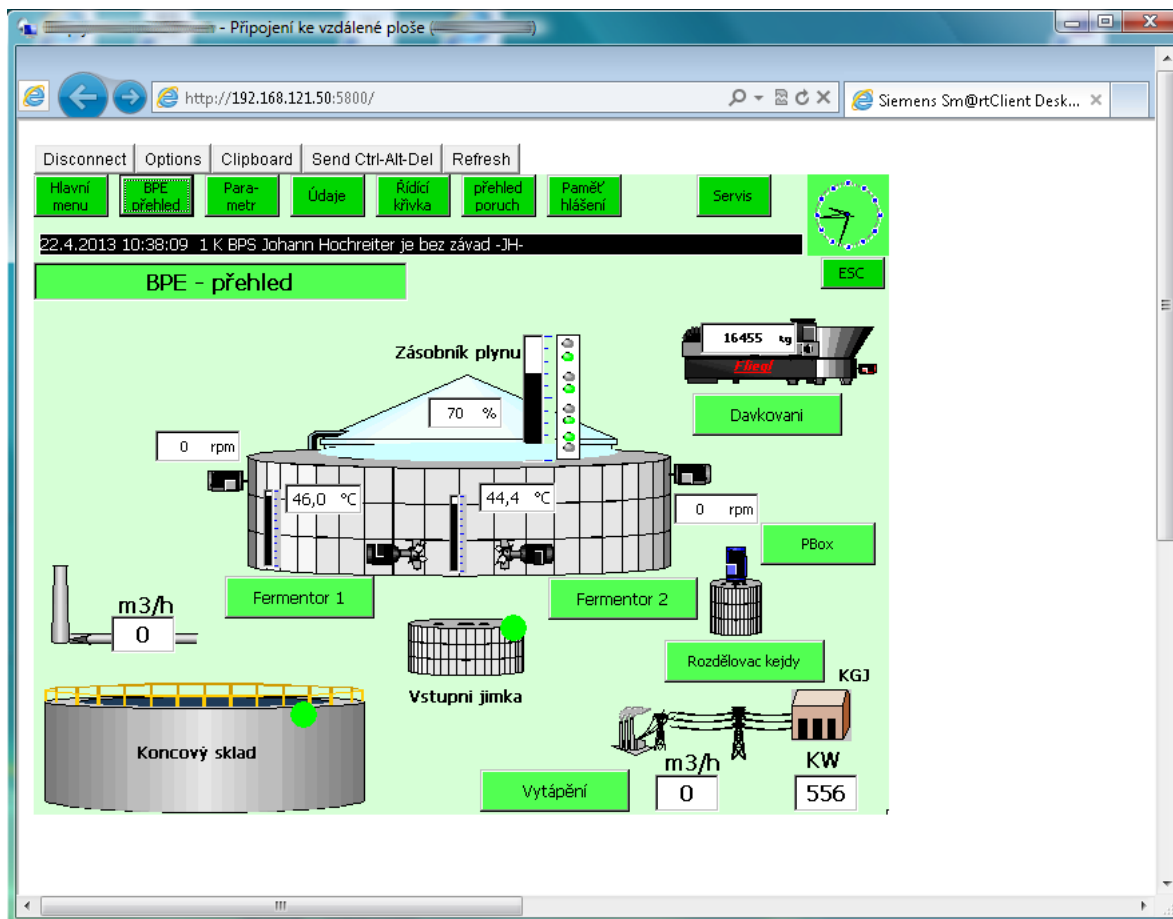 - Připojení ke vzdálené ploše (
http://192.168.121.50:5800/
Siemens Sm@rtClient Desk...
Disconnect Options Clipboard Send Ctrl-Alt-Del Refresh
Hlavní menu
BPE přehled
Para-
metr
Údaje
Řídící křivka
přehled poruch
Paměť hlášení
Servis
22.4.2013 10:38:09 1 K BPS Johann Hochreiter je bez závad -JH-
ESC
BPE - přehled
16455 kg
Fliegl
Zásobník plynu
70 %
Davkovani
0 rpm
46,0 °C
44,4 °C
0 rpm
PBox
Fermentor 1
Fermentor 2
m3/h
0
Rozdělovac kejdy
KGJ
Vstupni jimka
Koncový sklad
m3/h
KW
Vytápění
0
556